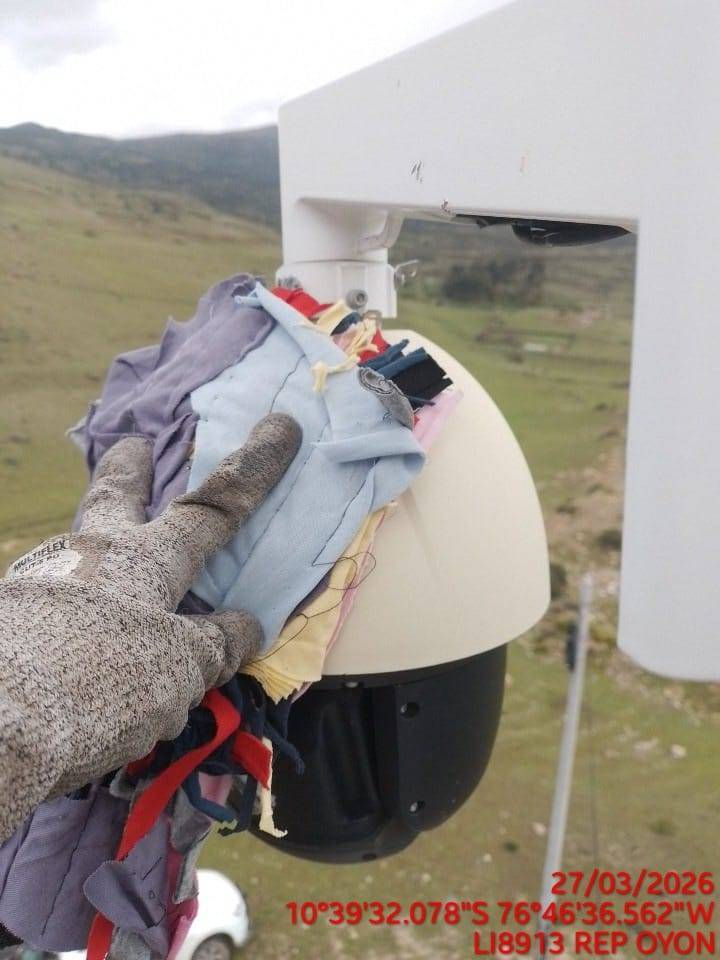 MULTIFLEX
27/03/2026
10°39'32.078"S 76°46'36.562"W
LI8913 REP OYON